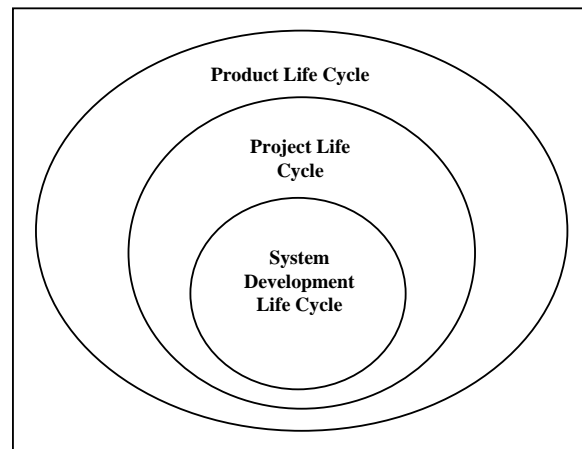 Product Life Cycle
Project Life
Cycle
System
Development
Life Cycle